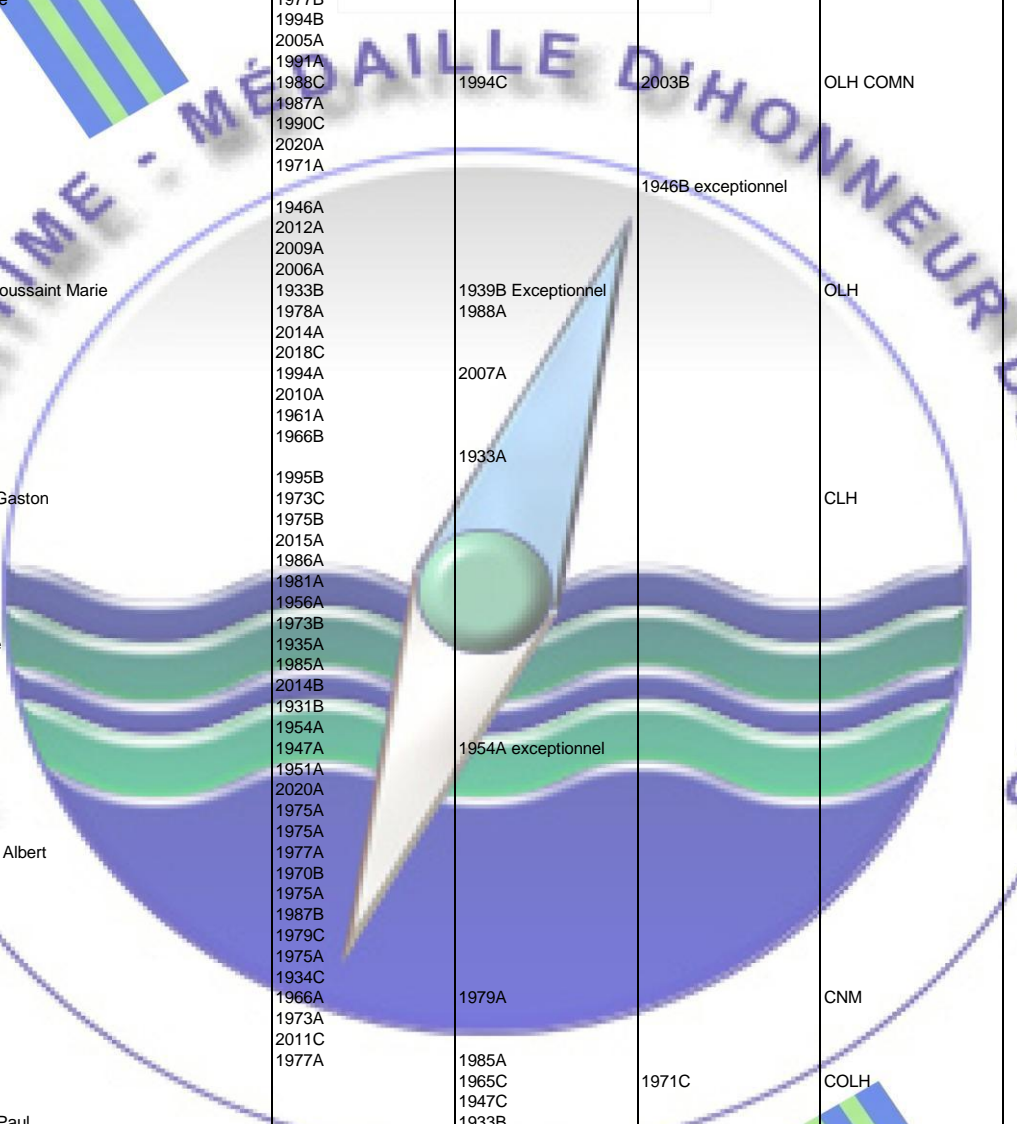 1977B
1994B
2005A
1991A
1988C 1994C 2003B OLH COMN
1987A
1990C
2020A
1971A
1946B exceptionnel
1946A
2012A
2009A
2006A
oussaint Marie 1933B 1939B Exceptionnel OLH
1978A 1988A
2014A
2018C
1994A 2007A
2010A
1961A
1966B
1933A
1995B
Gaston 1973C CLH
1975B
2015A
1986A
1981A
1956A
1973B
1935A
1985A
2014B
1931B
1954A
1947A 1954A exceptionnel
1951A
2020A
1975A
1975A
Albert 1977A
1970B
1975A
1987B
1979C
1975A
1934C
1966A 1979A CNM
1973A
2011C
1977A 1985A
1965C 1971C COLH
1947C
Paul 1933B
TIME - MÉDAILLE D'HONNEUR D